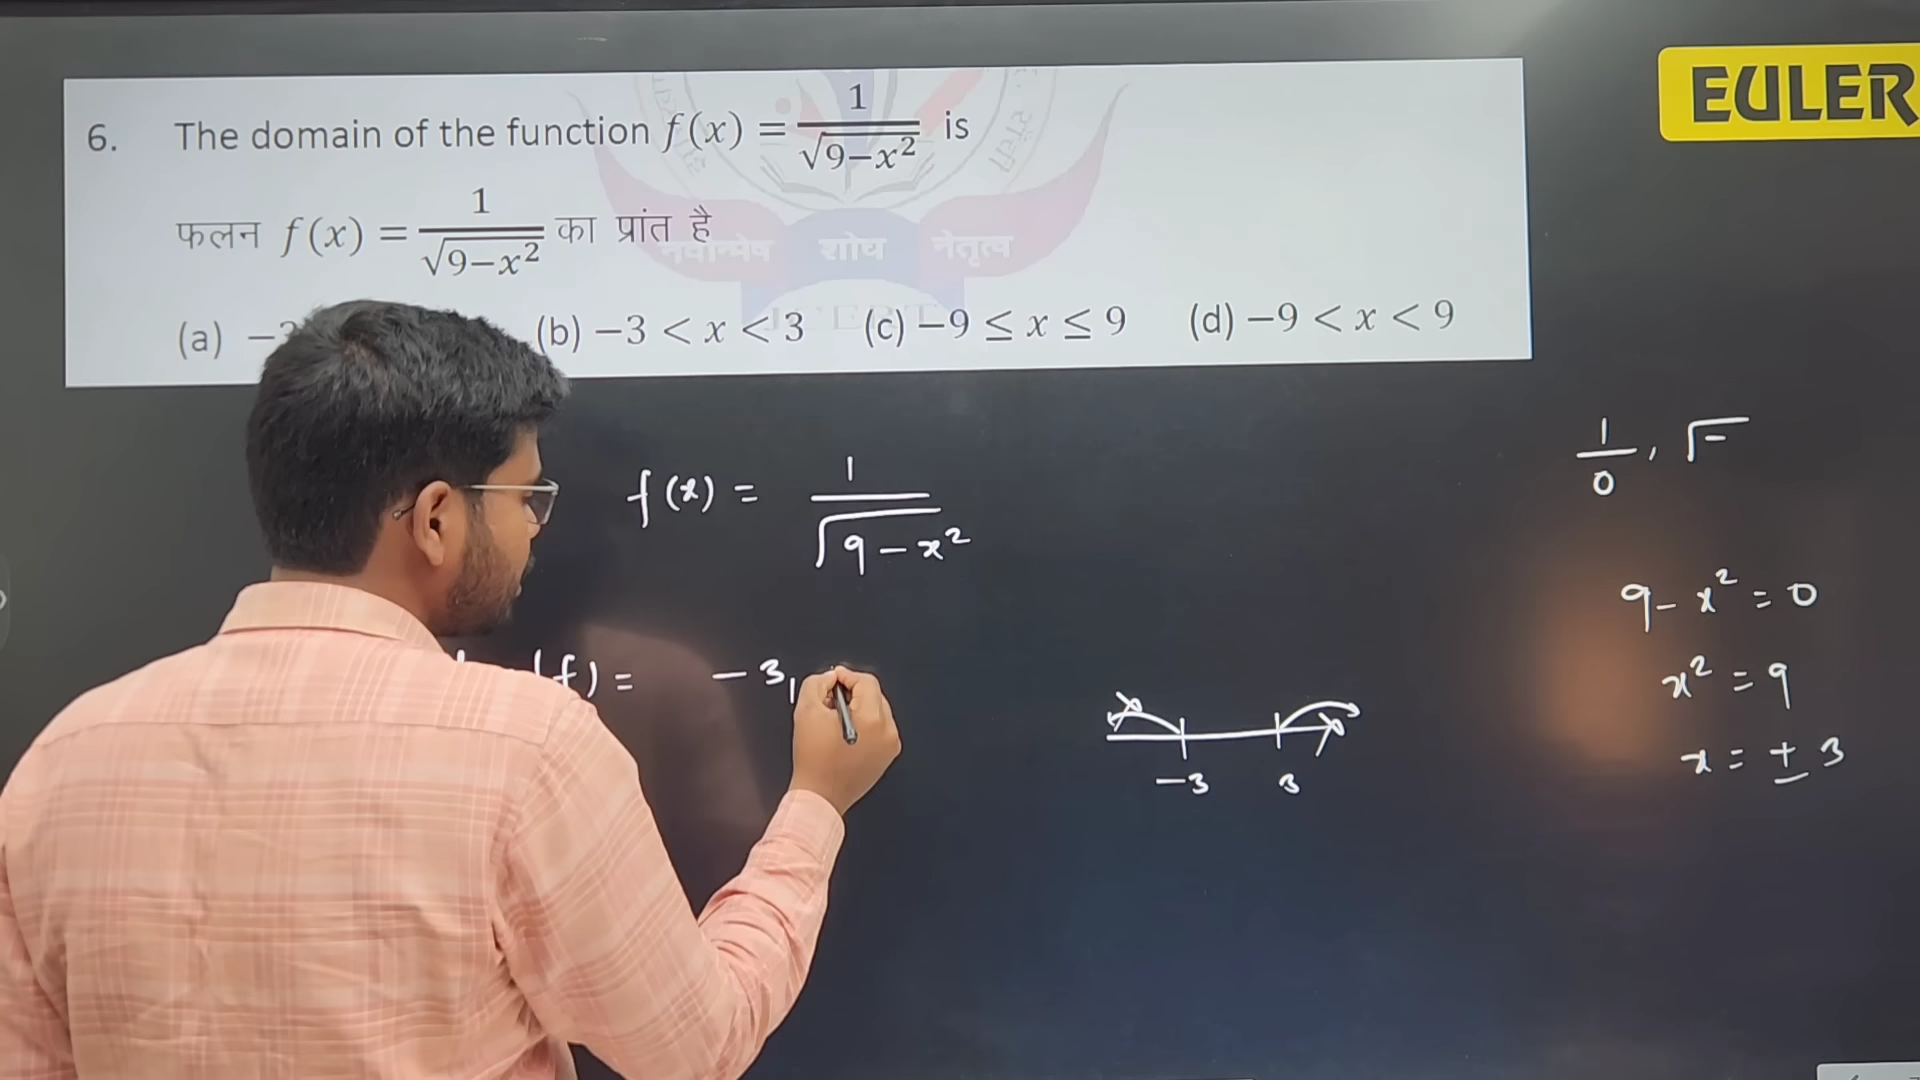 EULER
6. The domain of the function f(x) = 1/√(9−x²) is
फलन f(x) = 1/√(9−x²) का प्रांत है
नवोन्मेष शोध नेतृत्व
(a) − (b) −3 < x < 3 (c) −9 ≤ x ≤ 9 (d) −9 < x < 9
1/0, √−
f(x) = 1/√(9−x²)
9 − x² = 0
x² = 9
x = ± 3
f) = −3,
−3 3